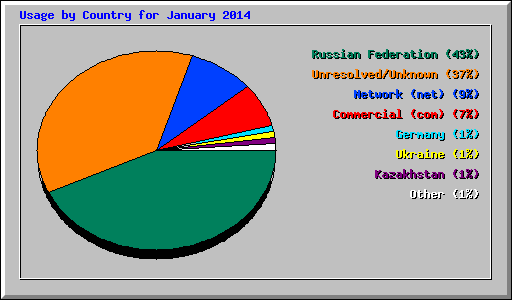 Usage by Country for January 2014
Russian Federation (43%)
Unresolved/Unknown (37%)
Network (net) (9%)
Commercial (com) (7%)
Germany (1%)
Ukraine (1%)
Kazakhstan (1%)
Other (1%)